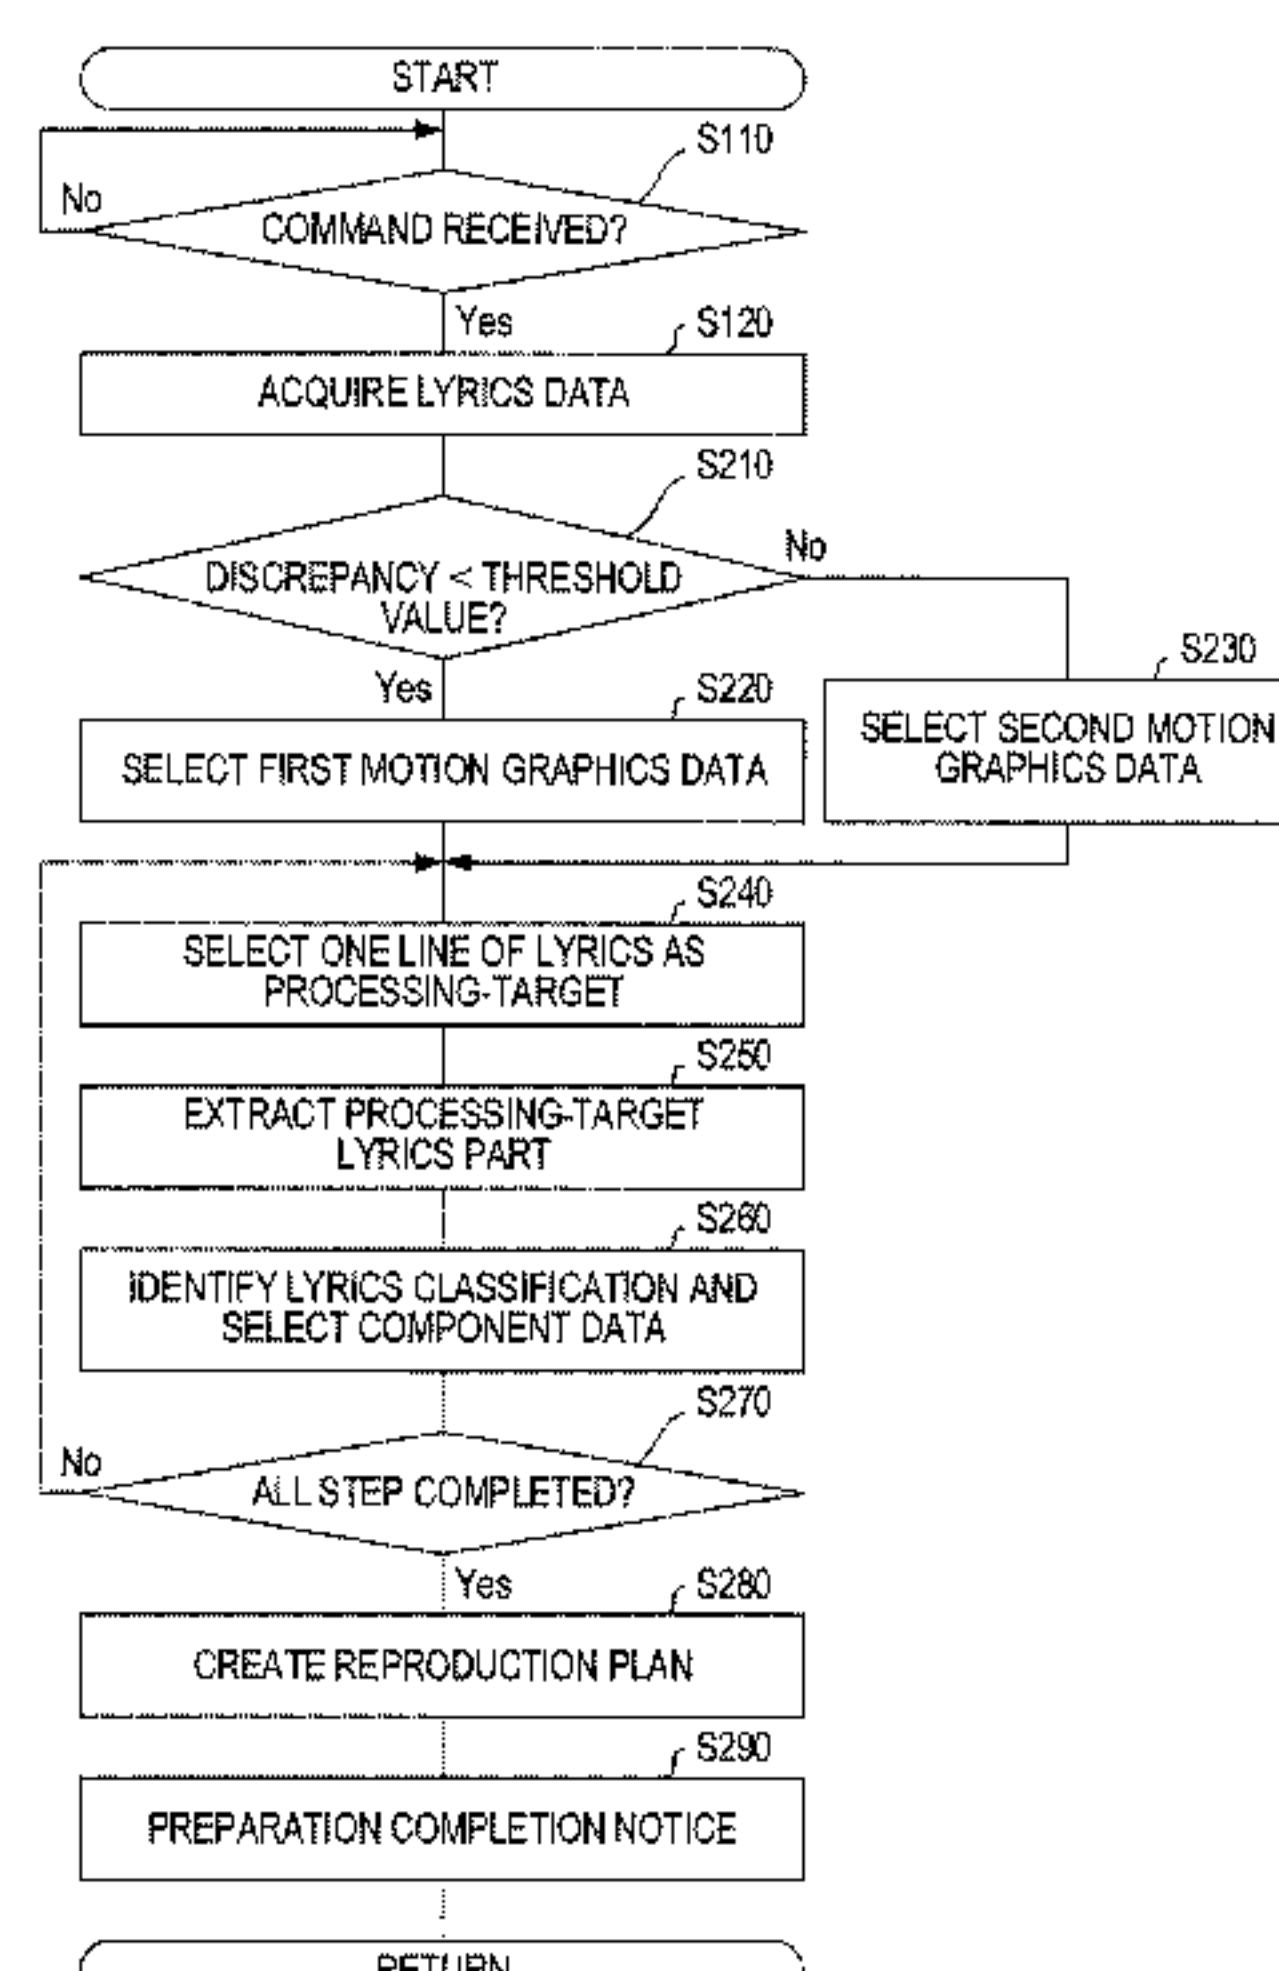 START
S110
No
COMMAND RECEIVED?
Yes
S120
ACQUIRE LYRICS DATA
S210
No
DISCREPANCY < THRESHOLD
VALUE?
Yes
S220
SELECT FIRST MOTION GRAPHICS DATA
S230
SELECT SECOND MOTION
GRAPHICS DATA
S240
SELECT ONE LINE OF LYRICS AS
PROCESSING-TARGET
S250
EXTRACT PROCESSING-TARGET
LYRICS PART
S260
IDENTIFY LYRICS CLASSIFICATION AND
SELECT COMPONENT DATA
S270
No
ALL STEP COMPLETED?
Yes
S280
CREATE REPRODUCTION PLAN
S290
PREPARATION COMPLETION NOTICE
RETURN